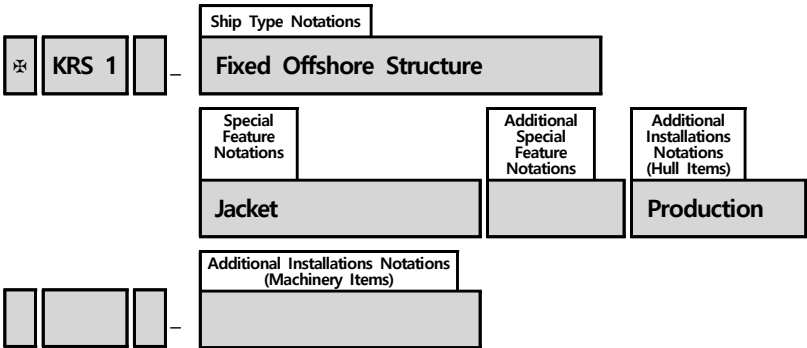 Ship Type Notations
✠ KRS 1 – Fixed Offshore Structure
Special
Feature
Notations
Additional
Special
Feature
Notations
Additional
Installations
Notations
(Hull Items)
Jacket
Production
Additional Installations Notations
(Machinery Items)
–